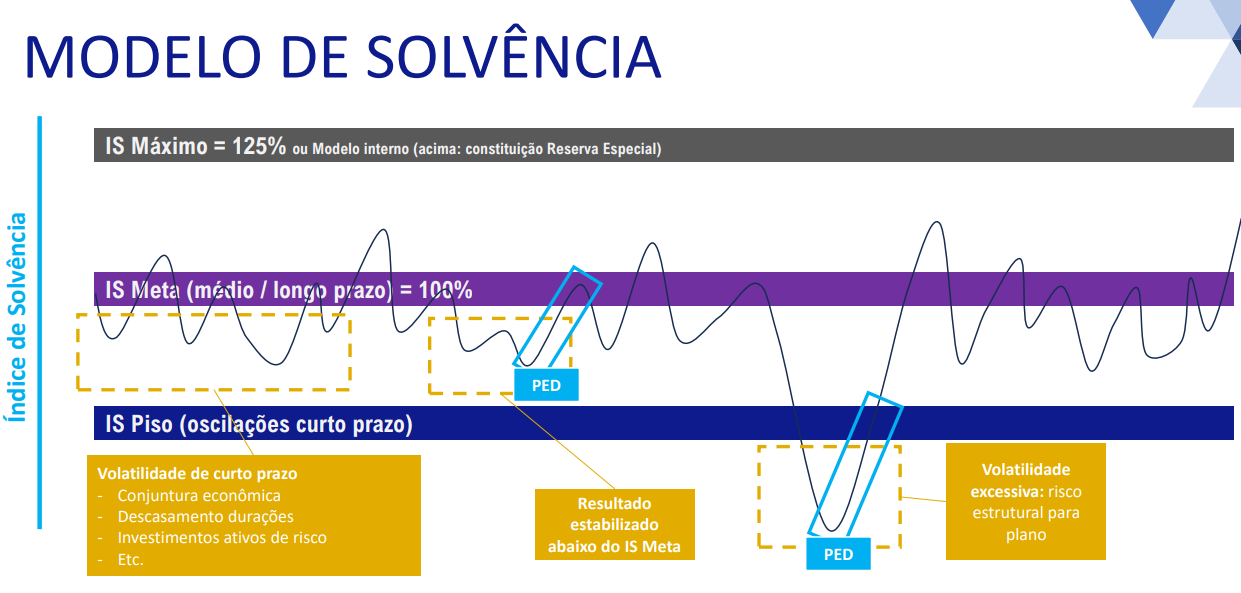 MODELO DE SOLVÊNCIA
Índice de Solvência
IS Máximo = 125% ou Modelo interno (acima: constituição Reserva Especial)
IS Meta (médio / longo prazo) = 100%
PED
IS Piso (oscilações curto prazo)
Volatilidade de curto prazo
- Conjuntura econômica
- Descasamento durações
- Investimentos ativos de risco
- Etc.
Resultado
estabilizado
abaixo do IS Meta
PED
Volatilidade
excessiva: risco
estrutural para
plano